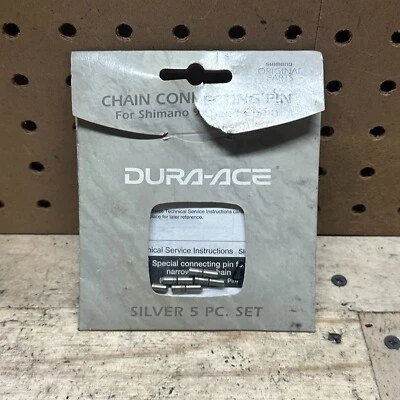 SHIMANO
ORIGINAL
PARTS
CHAIN CONNECTING PIN
For Shimano
DURA-ACE
Technical Service Instructions
for later reference.
nical Service Instructions
Special connecting pin f
narrow
SILVER 5 PC. SET